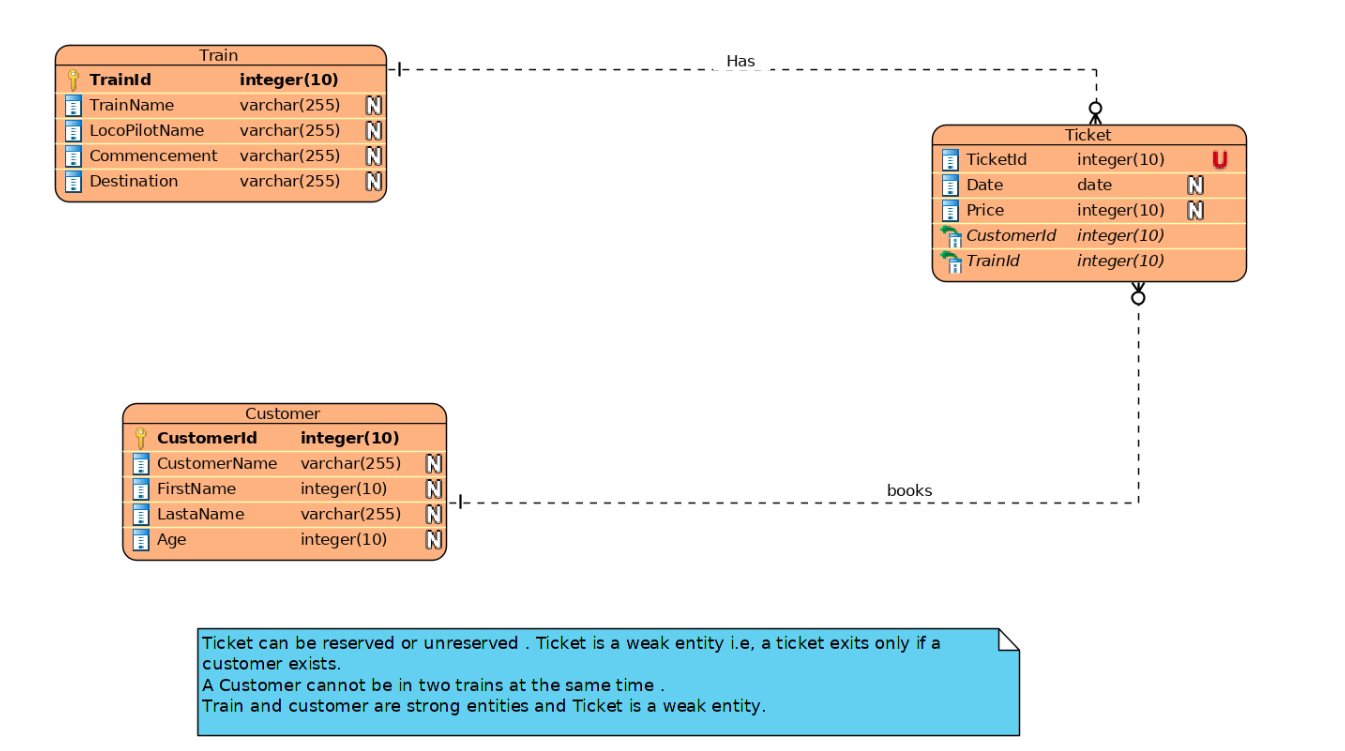 Train
TrainId integer(10)
TrainName varchar(255) N
LocoPilotName varchar(255) N
Commencement varchar(255) N
Destination varchar(255) N
Has
Ticket
TicketId integer(10) U
Date date N
Price integer(10) N
CustomerId integer(10)
TrainId integer(10)
Customer
CustomerId integer(10)
CustomerName varchar(255) N
FirstName integer(10) N
LastaName varchar(255) N
Age integer(10) N
books
Ticket can be reserved or unreserved . Ticket is a weak entity i.e, a ticket exits only if a
customer exists.
A Customer cannot be in two trains at the same time .
Train and customer are strong entities and Ticket is a weak entity.